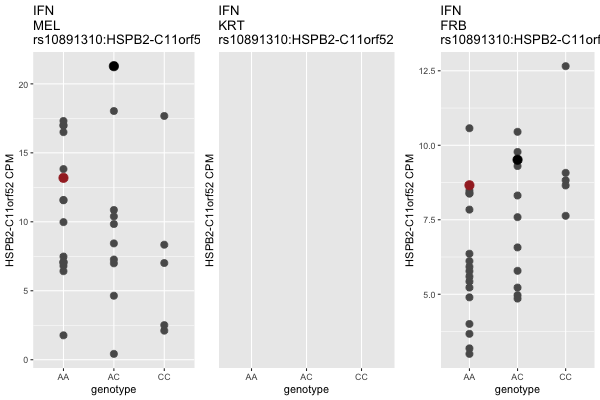 IFN
MEL
rs10891310:HSPB2-C11orf5
HSPB2-C11orf52 CPM
20
15
10
5
0
AA AC CC
genotype
IFN
KRT
rs10891310:HSPB2-C11orf52
HSPB2-C11orf52 CPM
AA AC CC
genotype
IFN
FRB
rs10891310:HSPB2-C11orf
HSPB2-C11orf52 CPM
12.5
10.0
7.5
5.0
AA AC CC
genotype